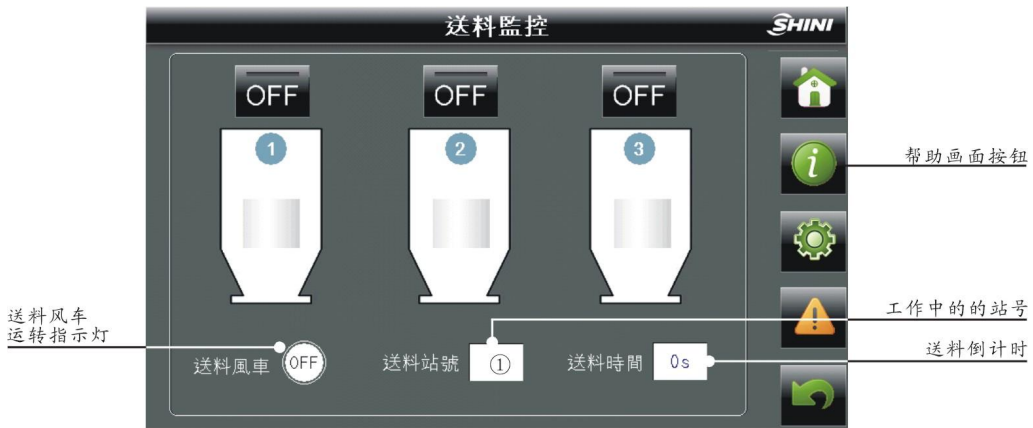 送料監控
SHINI
OFF
OFF
OFF
1
2
3
i
帮助画面按钮
送料风车
运转指示灯
工作中的的站号
送料倒计时
送料風車
OFF
送料站號
①
送料時間
0s